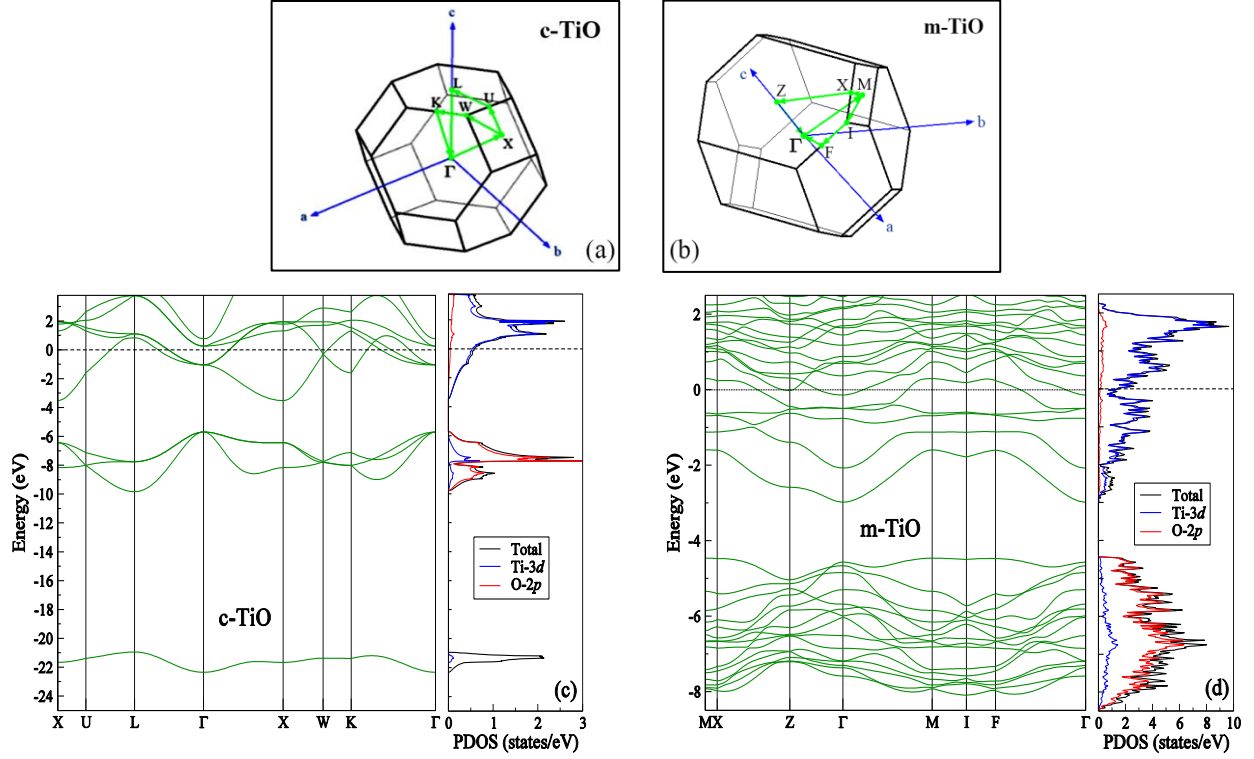 c
c-TiO
L
K
W
U
X
Γ
a
b
(a)
m-TiO
c
Z
X
M
b
I
Γ
F
a
(b)
Energy (eV)
2
0
-2
-4
-6
-8
-10
-12
-14
-16
-18
-20
-22
-24
c-TiO
X U L Γ X W K Γ
Total
Ti-3d
O-2p
(c)
0 1 2 3
PDOS (states/eV)
Energy (eV)
2
0
-2
-4
-6
-8
m-TiO
MX Z Γ M I F Γ
Total
Ti-3d
O-2p
(d)
0 2 4 6 8 10
PDOS (states/eV)